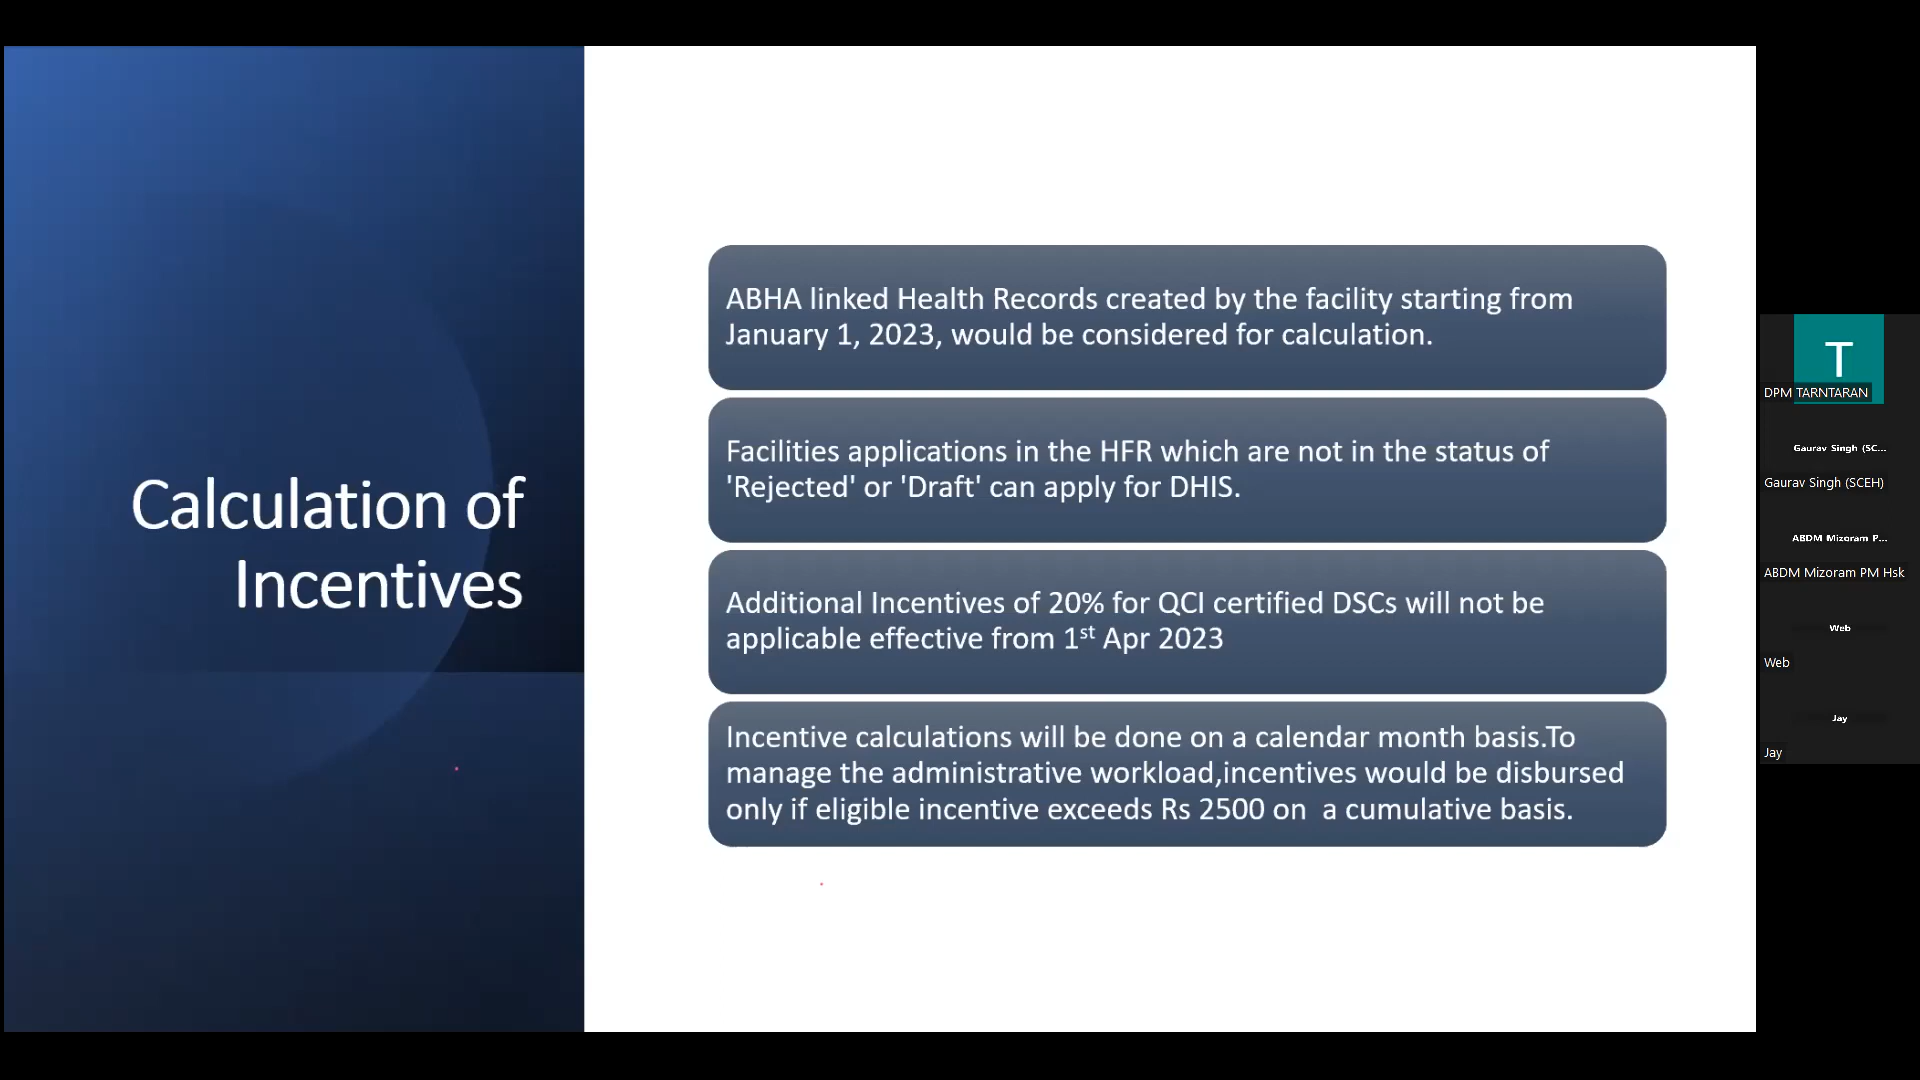 Calculation of
Incentives
ABHA linked Health Records created by the facility starting from
January 1, 2023, would be considered for calculation.
Facilities applications in the HFR which are not in the status of
'Rejected' or 'Draft' can apply for DHIS.
Additional Incentives of 20% for QCI certified DSCs will not be
applicable effective from 1st Apr 2023
Incentive calculations will be done on a calendar month basis.To
manage the administrative workload,incentives would be disbursed
only if eligible incentive exceeds Rs 2500 on  a cumulative basis.
T
DPM TARNTARAN
Gaurav Singh (SC...
Gaurav Singh (SCEH)
ABDM Mizoram P...
ABDM Mizoram PM Hsk
Web
Web
Jay
Jay